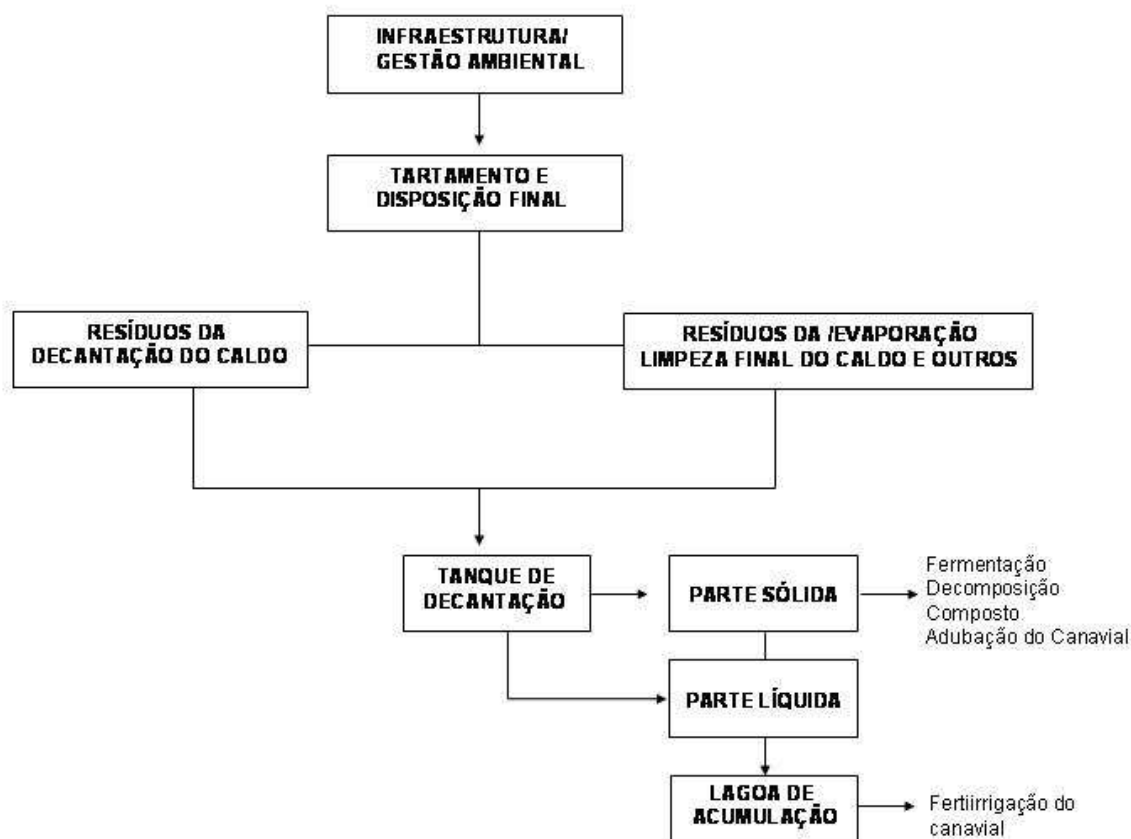 INFRAESTRUTURA/
GESTÃO AMBIENTAL
TARTAMENTO E
DISPOSIÇÃO FINAL
RESÍDUOS DA
DECANTAÇÃO DO CALDO
RESÍDUOS DA /EVAPORAÇÃO
LIMPEZA FINAL DO CALDO E OUTROS
TANQUE DE
DECANTAÇÃO
PARTE SÓLIDA
Fermentação
Decomposição
Composto
Adubação do Canavial
PARTE LÍQUIDA
LAGOA DE
ACUMULAÇÃO
Fertiirrigação do
canavial